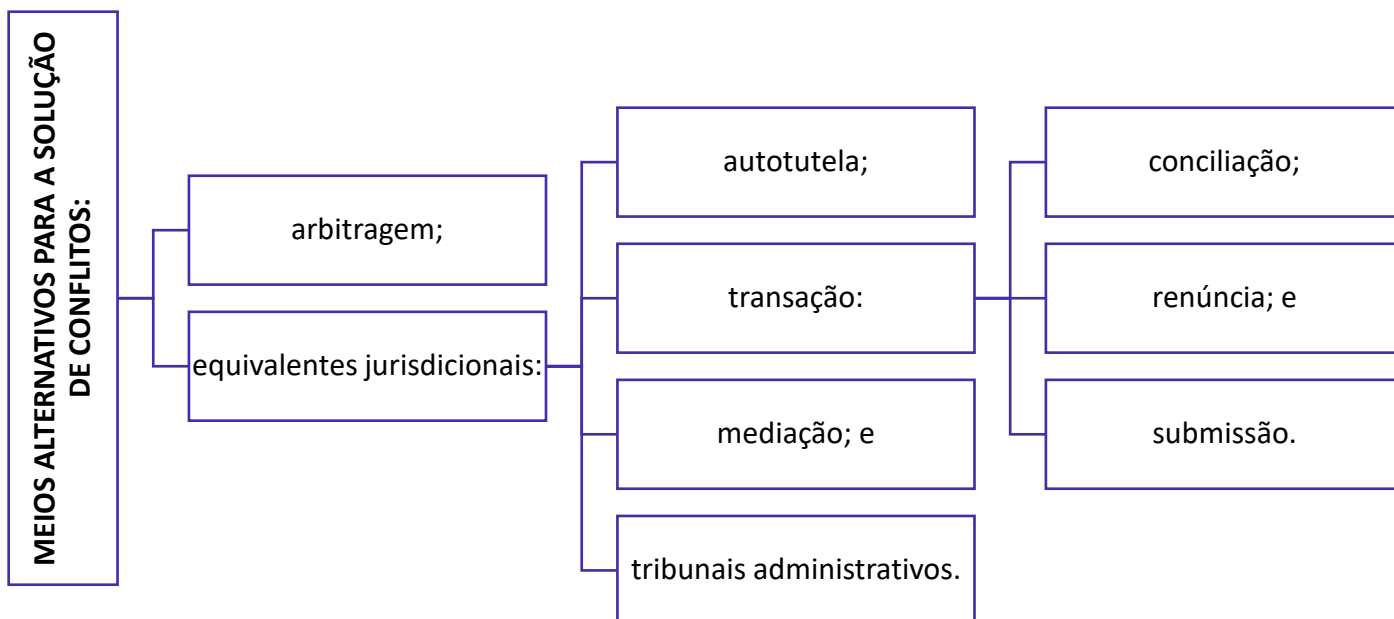 MEIOS ALTERNATIVOS PARA A SOLUÇÃO
DE CONFLITOS:
arbitragem;
equivalentes jurisdicionais:
autotutela;
transação:
mediação; e
tribunais administrativos.
conciliação;
renúncia; e
submissão.